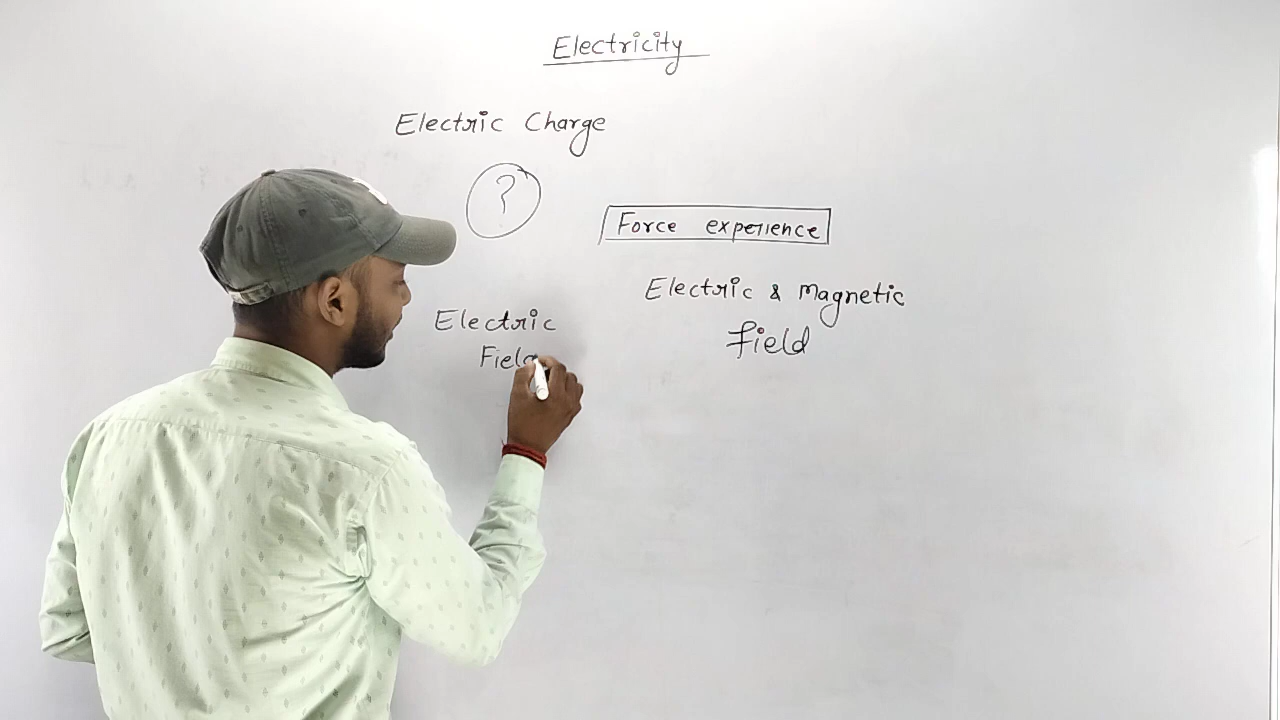 Electricity
Electric Charge
?
Force experience
Electric & Magnetic
field
Electric
Field